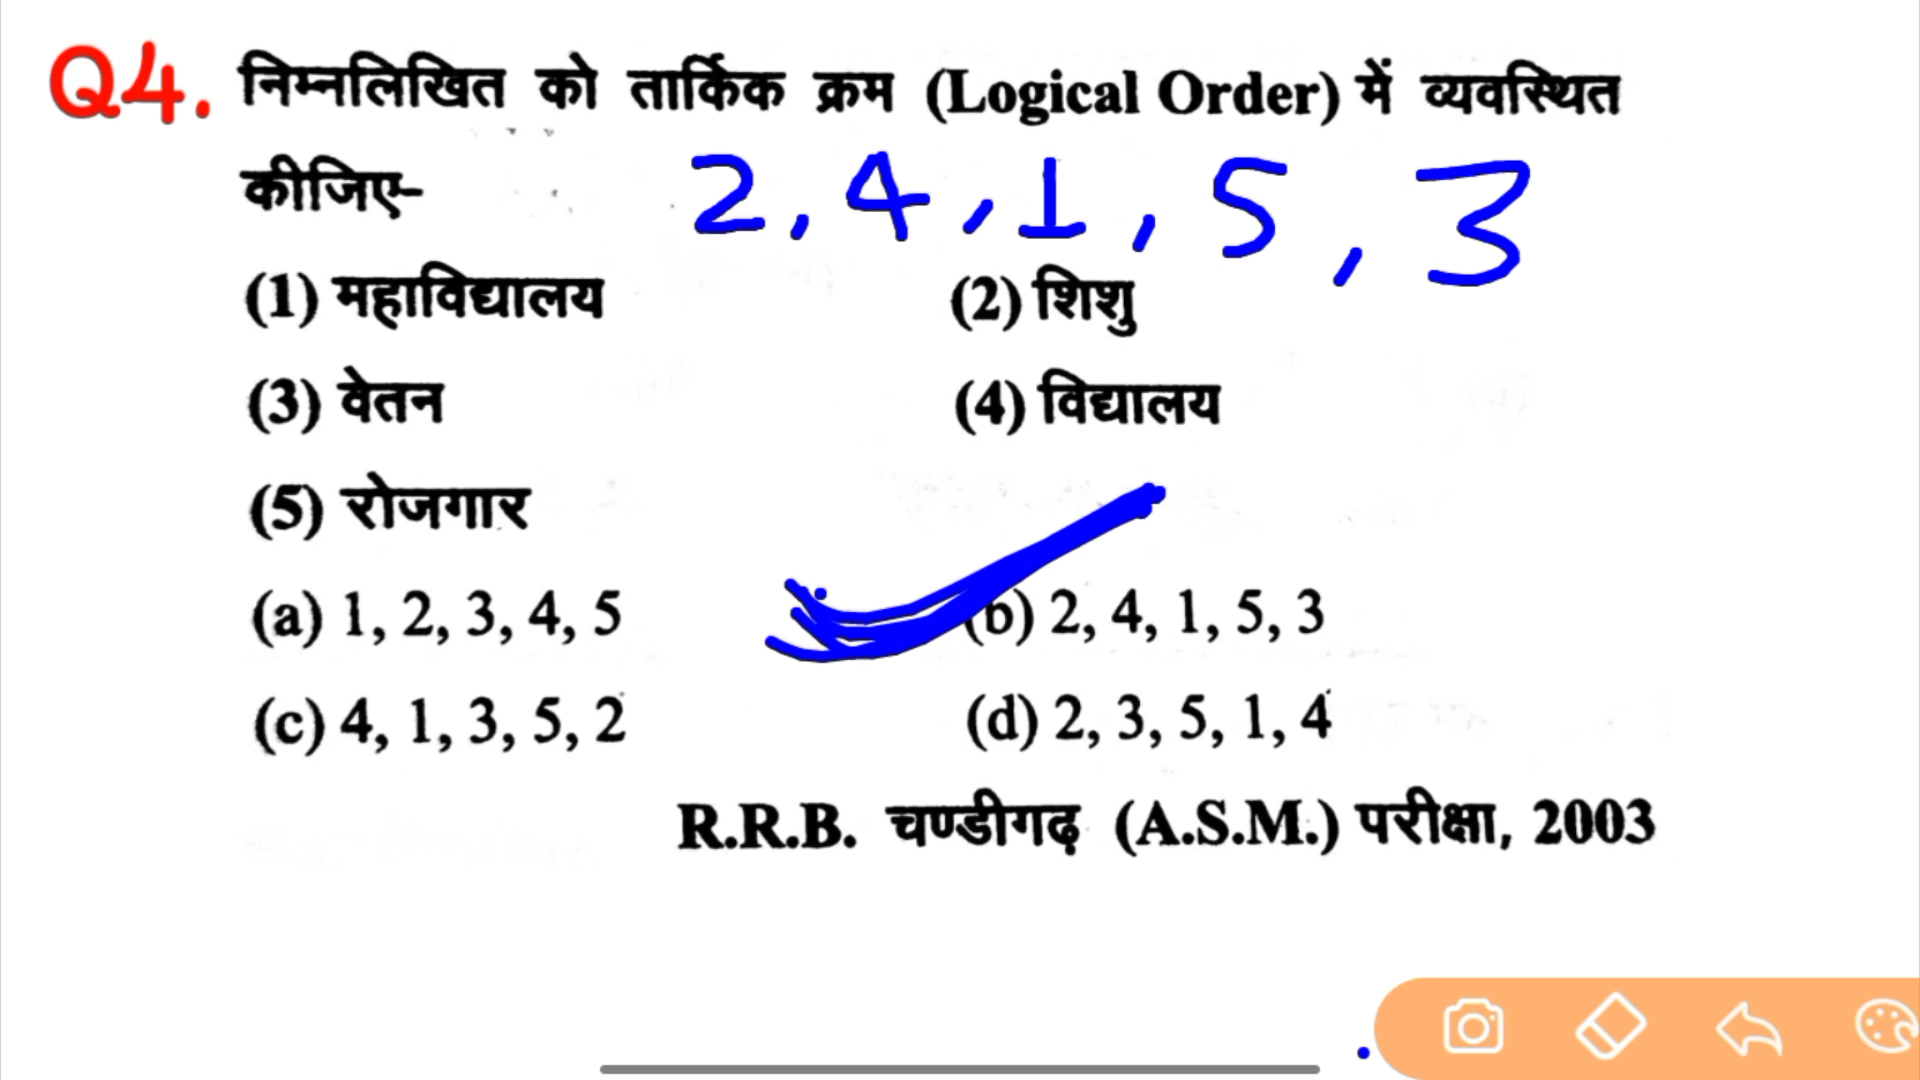 Q4. निम्नलिखित को तार्किक क्रम (Logical Order) में व्यवस्थित
कीजिए-
2, 4, 1, 5, 3
(1) महाविद्यालय (2) शिशु
(3) वेतन (4) विद्यालय
(5) रोजगार
(a) 1, 2, 3, 4, 5 (b) 2, 4, 1, 5, 3
(c) 4, 1, 3, 5, 2 (d) 2, 3, 5, 1, 4
R.R.B. चण्डीगढ़ (A.S.M.) परीक्षा, 2003